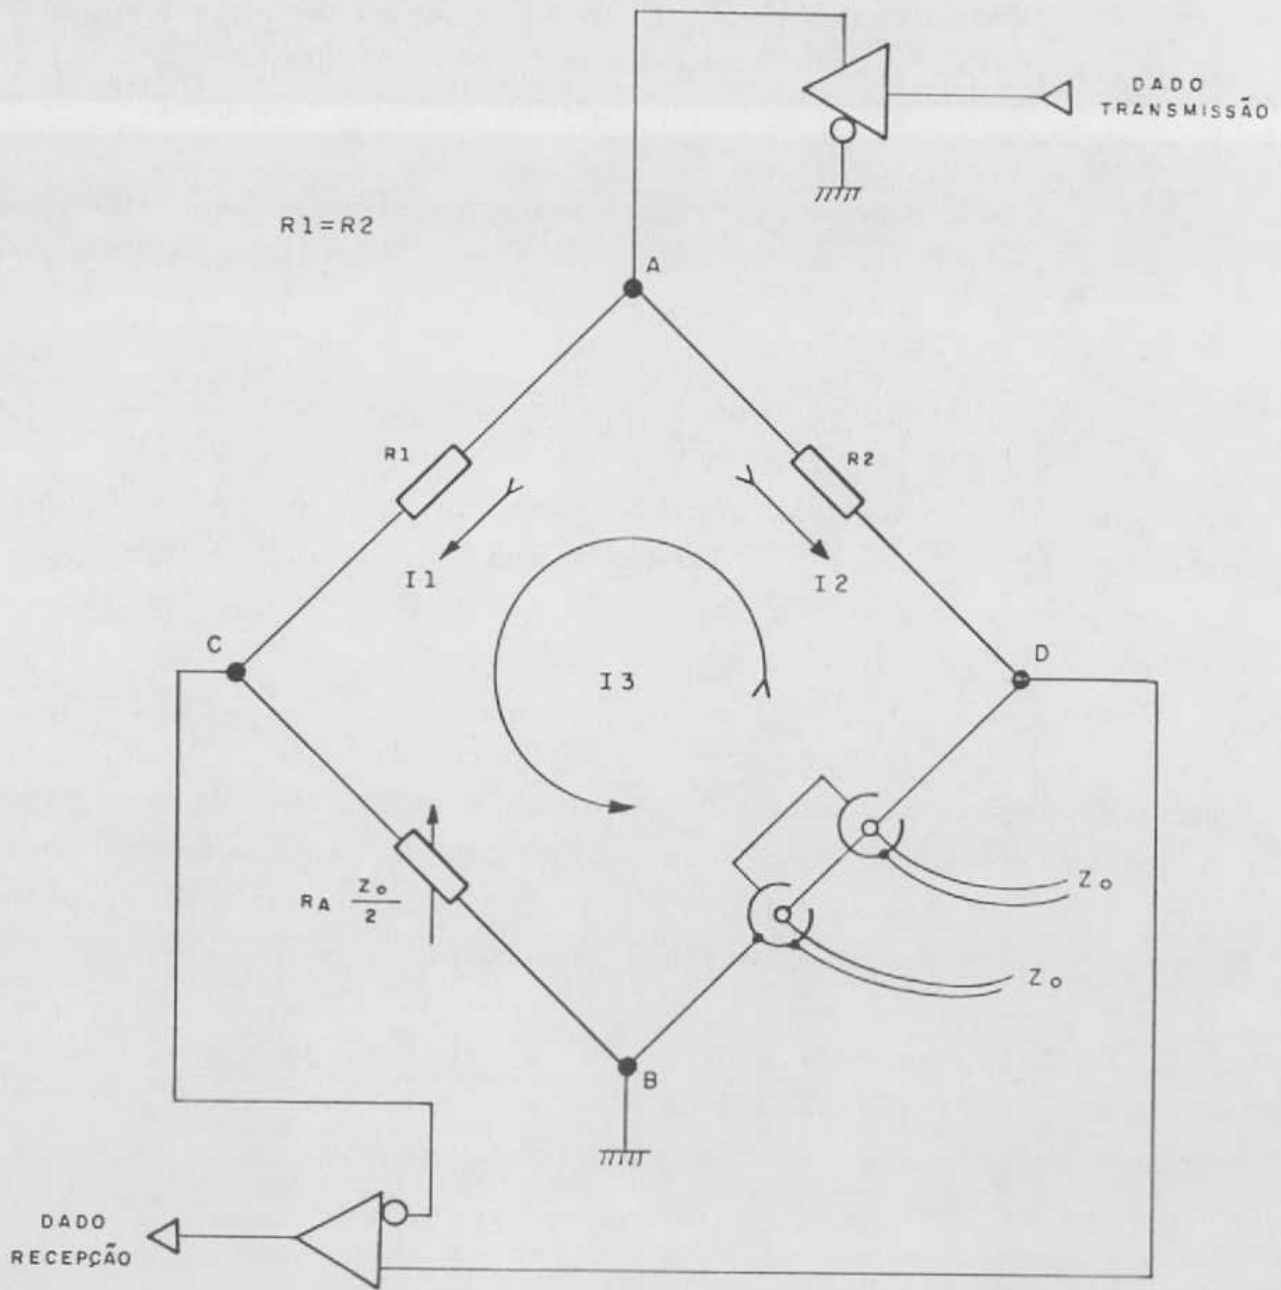 DADO
TRANSMISSÃO
R1=R2
A
R1
R2
I1
I2
C
D
I3
RA Zo/2
Zo
Zo
B
DADO
RECEPÇÃO